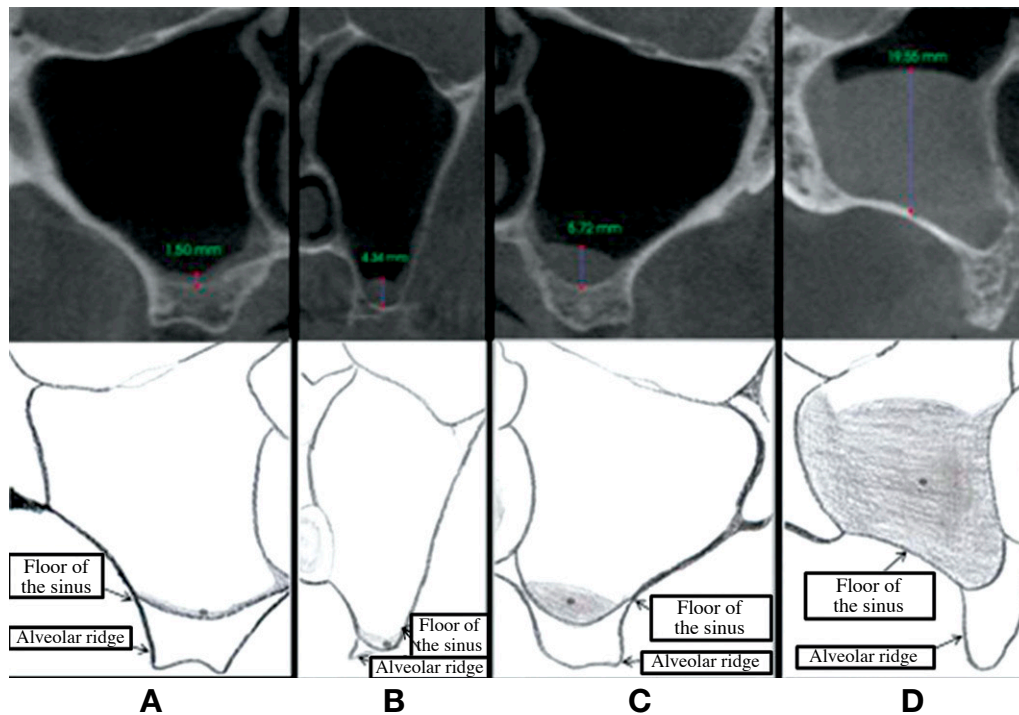 19.55 mm
1.50 mm
4.34 mm
5.72 mm
Floor of
the sinus
Alveolar ridge
Floor of
the sinus
Alveolar ridge
Floor of
the sinus
Alveolar ridge
Floor of
the sinus
Alveolar ridge
A
B
C
D